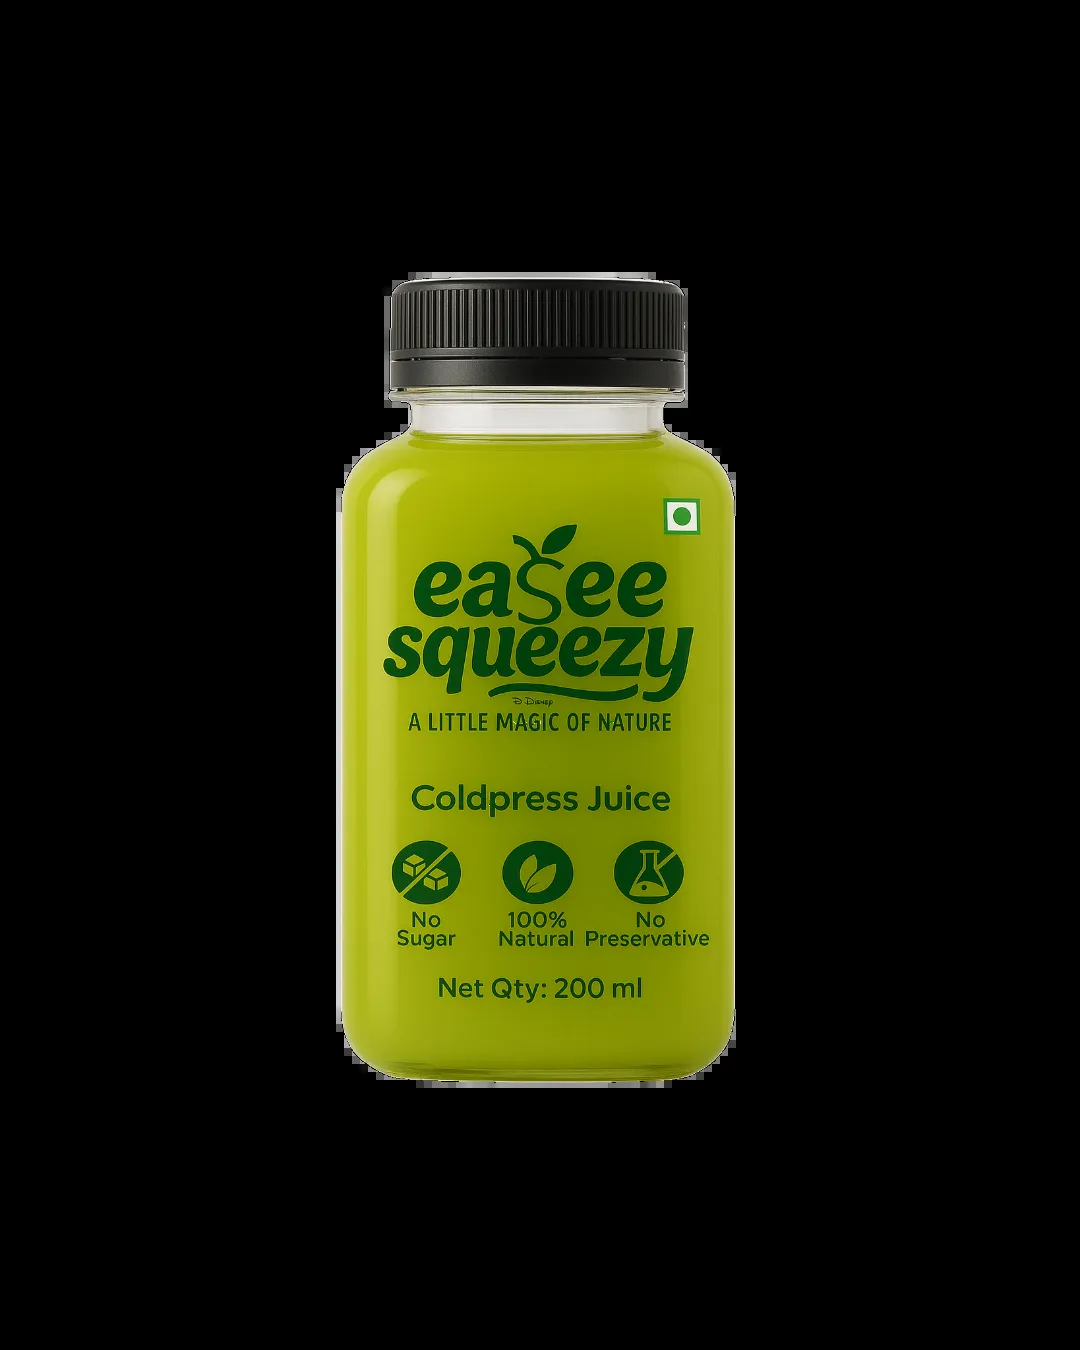 easee
squeezy
A LITTLE MAGIC OF NATURE
Coldpress Juice
No
Sugar
100%
Natural
No
Preservative
Net Qty: 200 ml